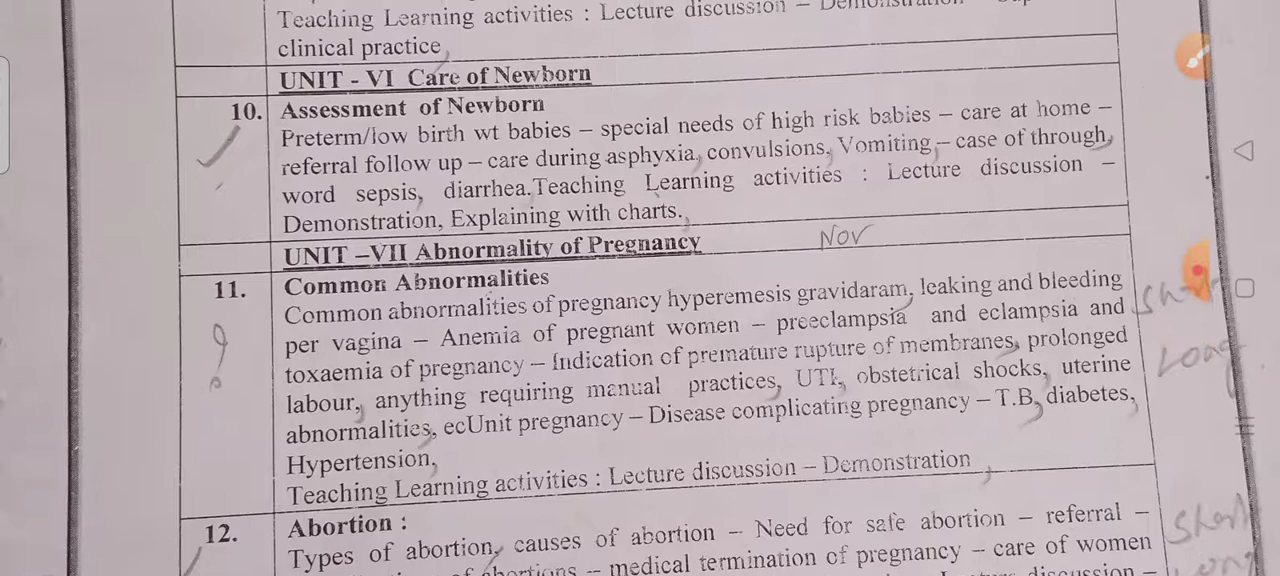 Teaching Learning activities : Lecture discussion –
clinical practice
UNIT - VI Care of Newborn
10. Assessment of Newborn
Preterm/low birth wt babies – special needs of high risk babies – care at home –
referral follow up – care during asphyxia, convulsions, Vomiting – case of through,
word sepsis, diarrhea.Teaching Learning activities : Lecture discussion –
Demonstration, Explaining with charts.
UNIT –VII Abnormality of Pregnancy Nov
11. Common Abnormalities
Common abnormalities of pregnancy hyperemesis gravidaram, leaking and bleeding
per vagina – Anemia of pregnant women – preeclampsia and eclampsia and
toxaemia of pregnancy – Indication of premature rupture of membranes, prolonged
Long
labour, anything requiring manual practices, UTI, obstetrical shocks, uterine
abnormalities, ecUnit pregnancy – Disease complicating pregnancy – T.B, diabetes,
Hypertension,
Teaching Learning activities : Lecture discussion – Demonstration
12. Abortion :
Types of abortion, causes of abortion – Need for safe abortion – referral –
Short
abortions – medical termination of pregnancy – care of women